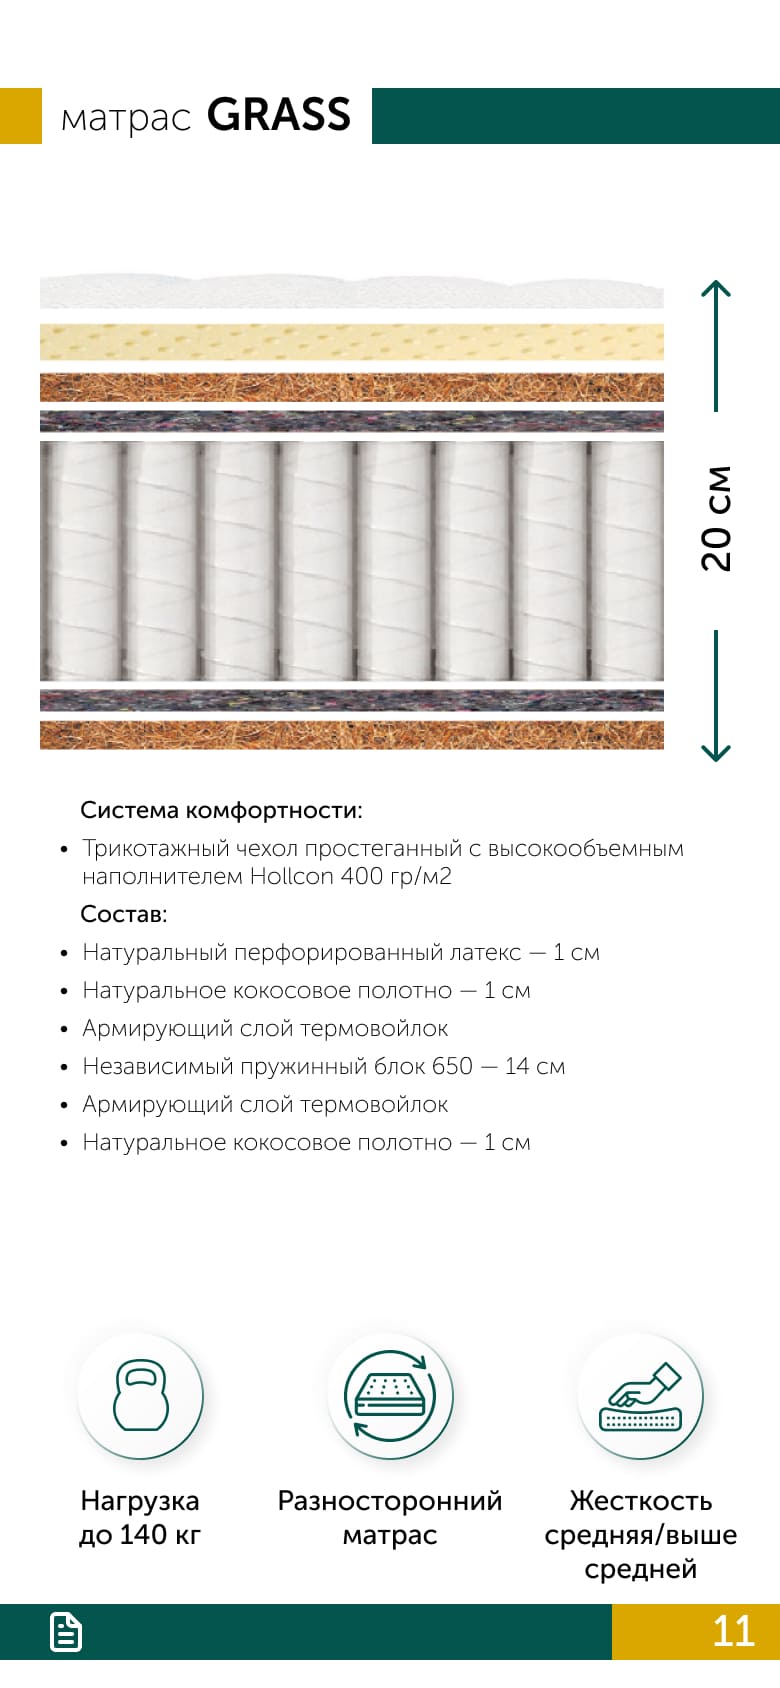 матрас GRASS
20 см
Система комфортности:
• Трикотажный чехол простеганный с высокообъемным
наполнителем Hollcon 400 гр/м2
Состав:
• Натуральный перфорированный латекс — 1 см
• Натуральное кокосовое полотно — 1 см
• Армирующий слой термовойлок
• Независимый пружинный блок 650 — 14 см
• Армирующий слой термовойлок
• Натуральное кокосовое полотно — 1 см
Нагрузка
до 140 кг
Разносторонний
матрас
Жесткость
средняя/выше
средней
11